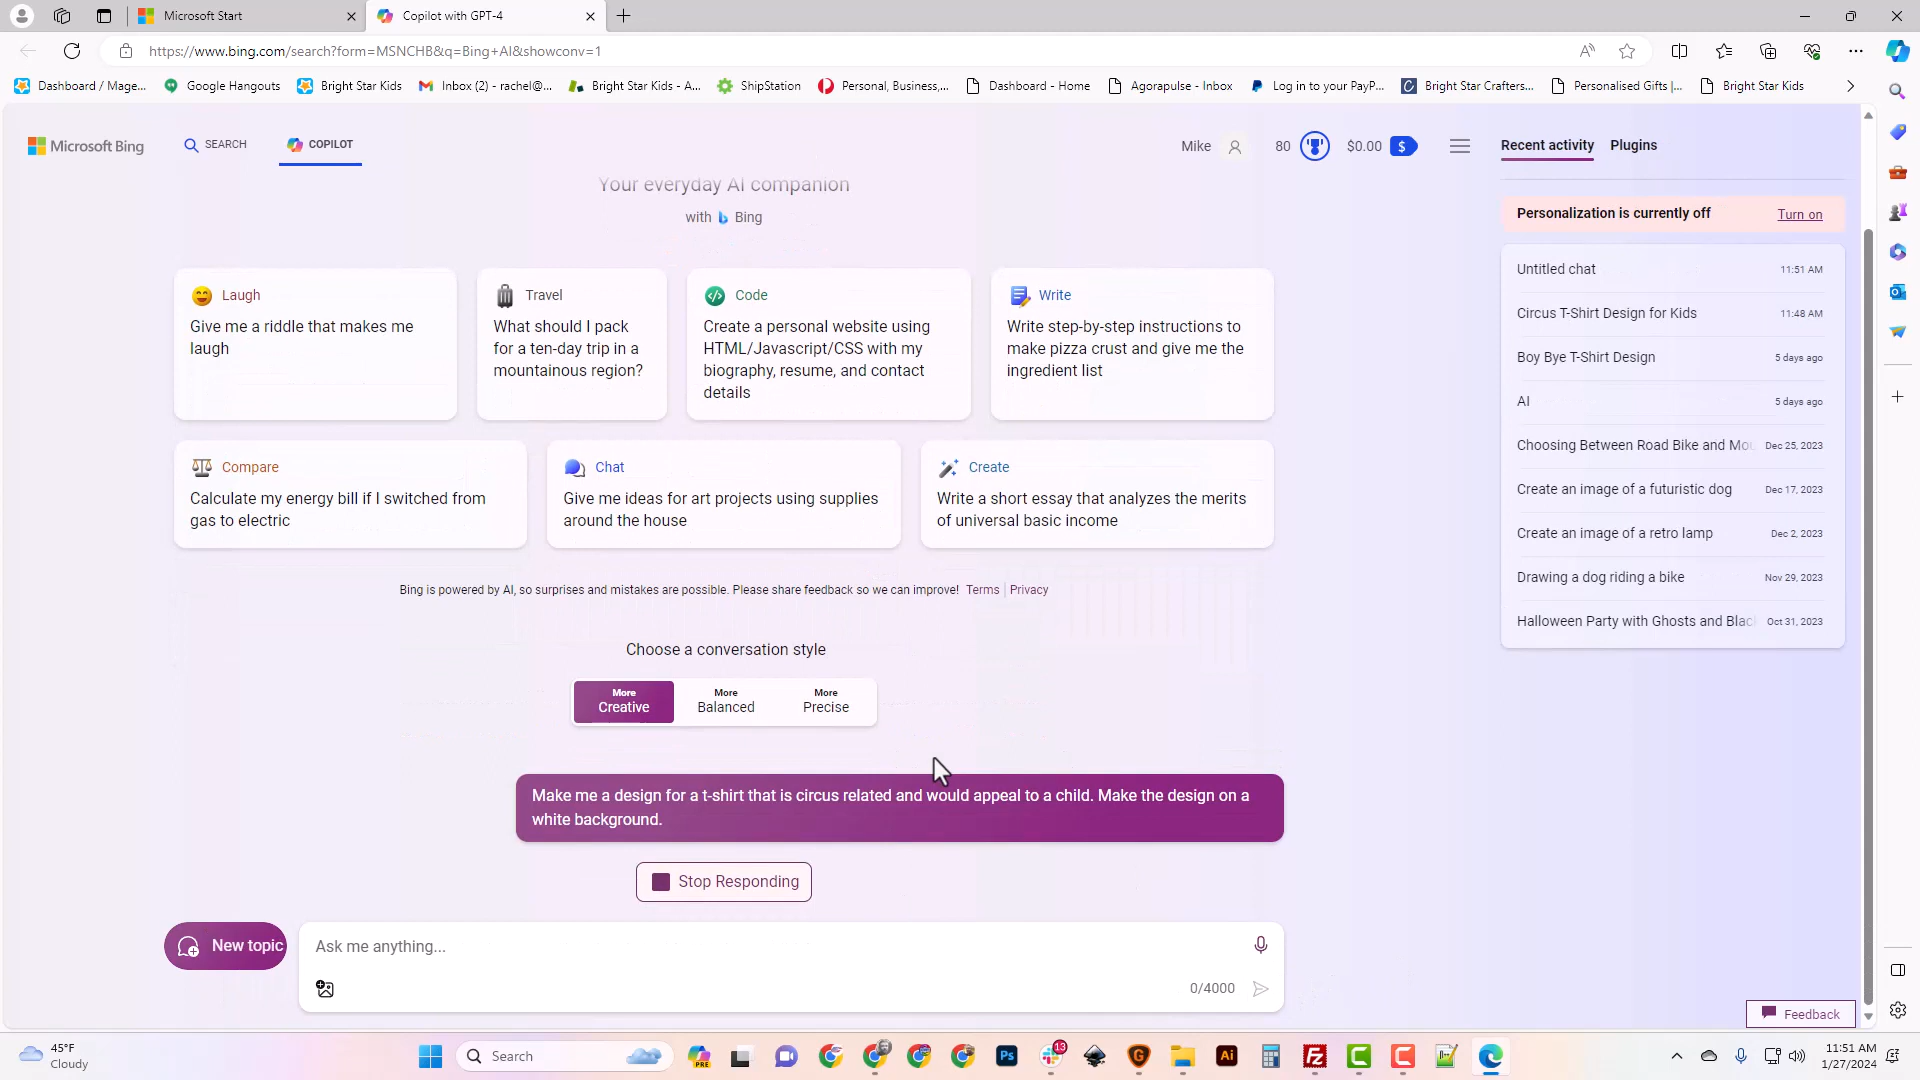 Microsoft Start
Copilot with GPT-4
https://www.bing.com/search?form=MSNCHB&q=Bing+AI&showconv=1
Dashboard / Mage...
Google Hangouts
Bright Star Kids
Inbox (2) - rachel@...
Bright Star Kids - A...
ShipStation
Personal, Business,...
Dashboard - Home
Agorapulse - Inbox
Log in to your PayP...
Bright Star Crafters...
Personalised Gifts |...
Bright Star Kids
Microsoft Bing
SEARCH
COPILOT
Mike
80
$0.00
Recent activity
Plugins
Your everyday AI companion
with Bing
Personalization is currently off
Turn on
Laugh
Give me a riddle that makes me
laugh
Travel
What should I pack
for a ten-day trip in a
mountainous region?
Code
Create a personal website using
HTML/Javascript/CSS with my
biography, resume, and contact
details
Write
Write step-by-step instructions to
make pizza crust and give me the
ingredient list
Compare
Calculate my energy bill if I switched from
gas to electric
Chat
Give me ideas for art projects using supplies
around the house
Create
Write a short essay that analyzes the merits
of universal basic income
Untitled chat 11:51 AM
Circus T-Shirt Design for Kids 11:48 AM
Boy Bye T-Shirt Design 5 days ago
AI 5 days ago
Choosing Between Road Bike and Mou Dec 25, 2023
Create an image of a futuristic dog Dec 17, 2023
Create an image of a retro lamp Dec 2, 2023
Drawing a dog riding a bike Nov 29, 2023
Halloween Party with Ghosts and Blac Oct 31, 2023
Bing is powered by AI, so surprises and mistakes are possible. Please share feedback so we can improve! Terms | Privacy
Choose a conversation style
More
Creative
More
Balanced
More
Precise
Make me a design for a t-shirt that is circus related and would appeal to a child. Make the design on a
white background.
Stop Responding
New topic
Ask me anything...
0/4000
Feedback
45°F
Cloudy
Search
PRE
Ps
13
Ai
11:51 AM
1/27/2024